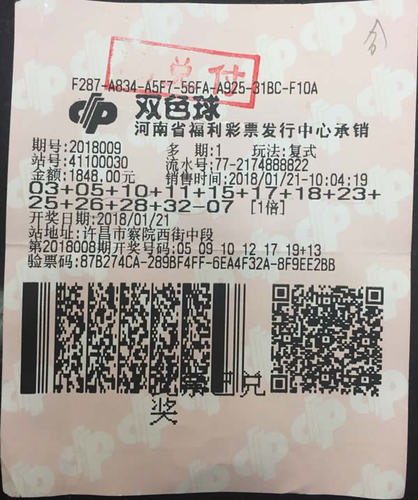 兑付
F287-A834-A5F7-56FA-A925-31BC-F10A
双色球
河南省福利彩票发行中心承销
期号:2018009 多 期:1 玩法:复式
站号:41100030 流水号:77-2174888822
金额:1848.00元 销售时间:2018/01/21-10:04:19
03+05+10+11+15+17+18+23+
25+26+28+32-07 [1倍]
开奖日期:2018/01/21
站地址:许昌市察院西街中段
第2018008期开奖号码:05 09 10 12 17 19+13
验票码:87B274CA-289BF4FF-6EA4F32A-8F9EE2BB
票已兑
奖